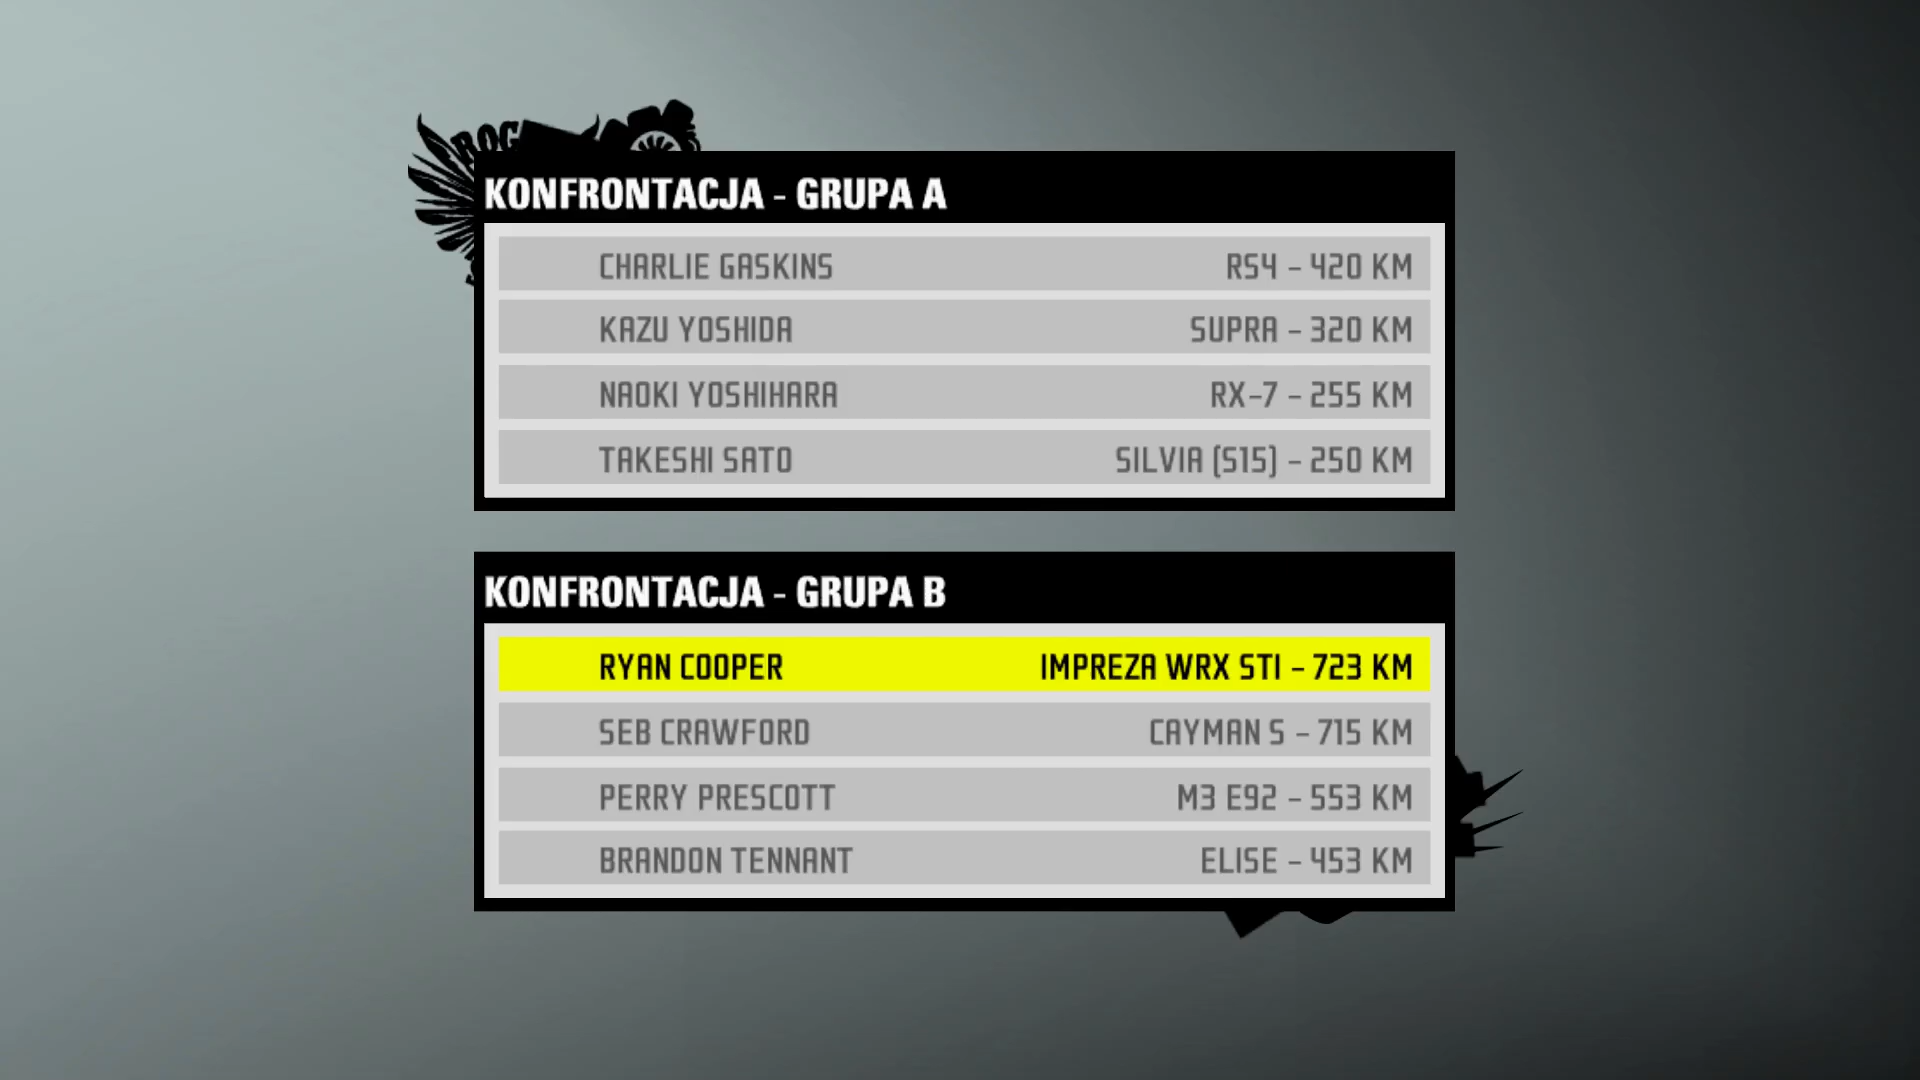 ROG
KONFRONTACJA - GRUPA A
CHARLIE GASKINS RS4 - 420 KM
KAZU YOSHIDA SUPRA - 320 KM
NAOKI YOSHIHARA RX-7 - 255 KM
TAKESHI SATO SILVIA (S15) - 250 KM
KONFRONTACJA - GRUPA B
RYAN COOPER IMPREZA WRX STI - 723 KM
SEB CRAWFORD CAYMAN S - 715 KM
PERRY PRESCOTT M3 E92 - 553 KM
BRANDON TENNANT ELISE - 453 KM